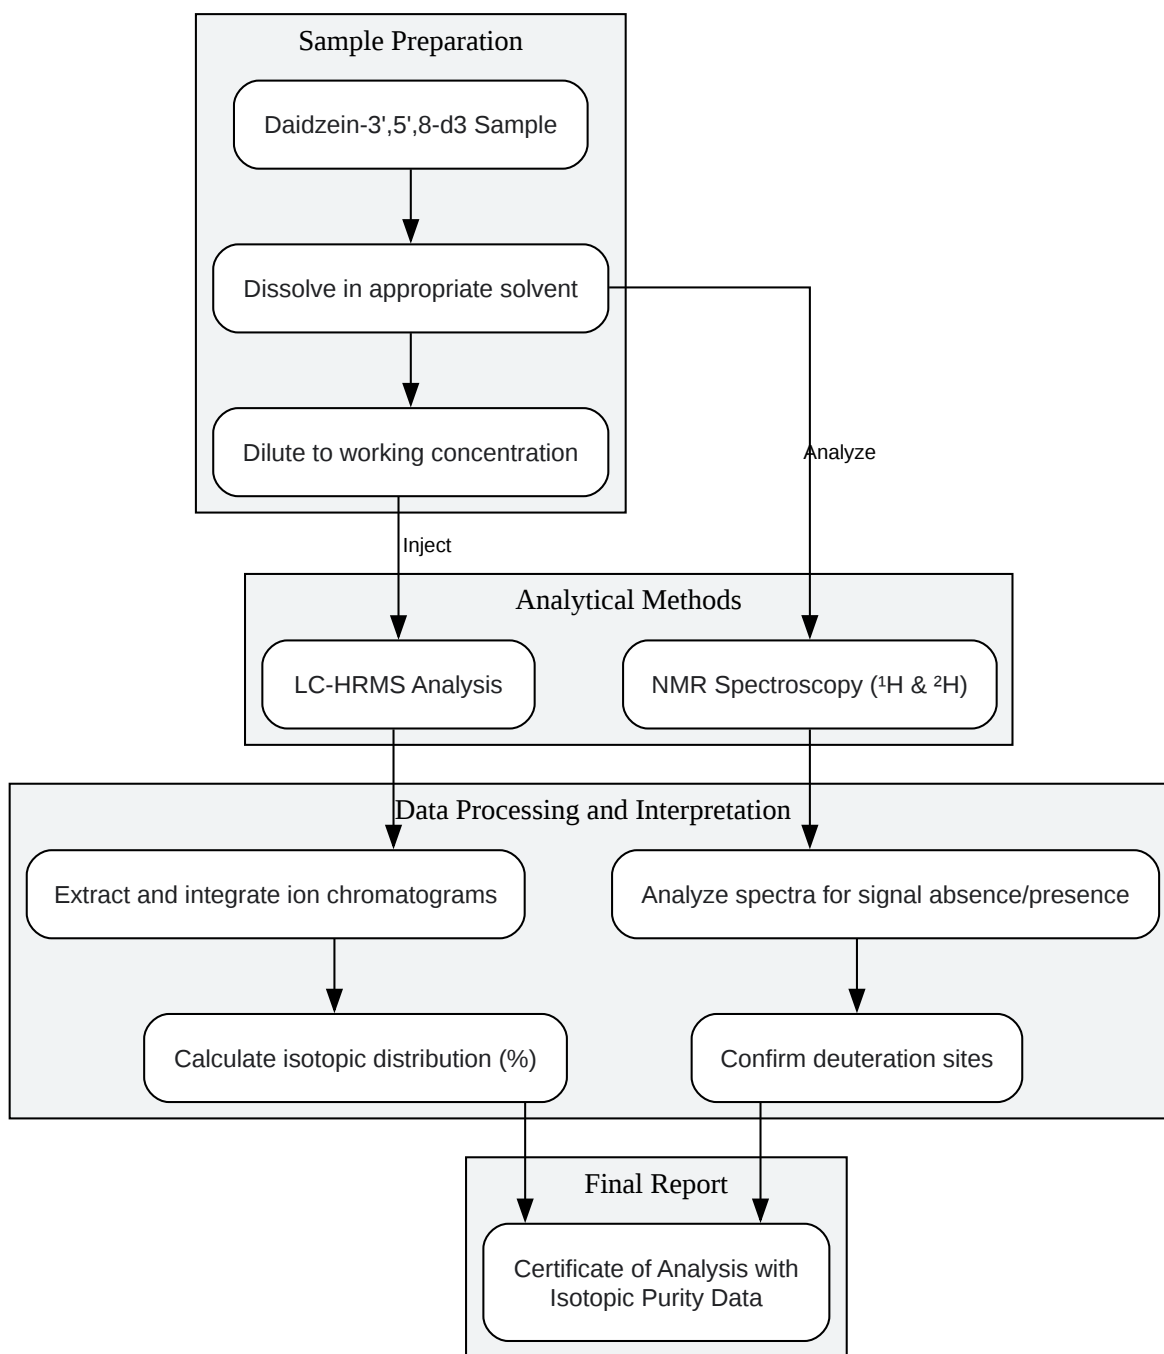 Sample Preparation
Daidzein-3',5',8-d3 Sample
Dissolve in appropriate solvent
Dilute to working concentration
Analyze
Inject
Analytical Methods
LC-HRMS Analysis
NMR Spectroscopy (¹H & ²H)
Data Processing and Interpretation
Extract and integrate ion chromatograms
Analyze spectra for signal absence/presence
Calculate isotopic distribution (%)
Confirm deuteration sites
Final Report
Certificate of Analysis with
Isotopic Purity Data